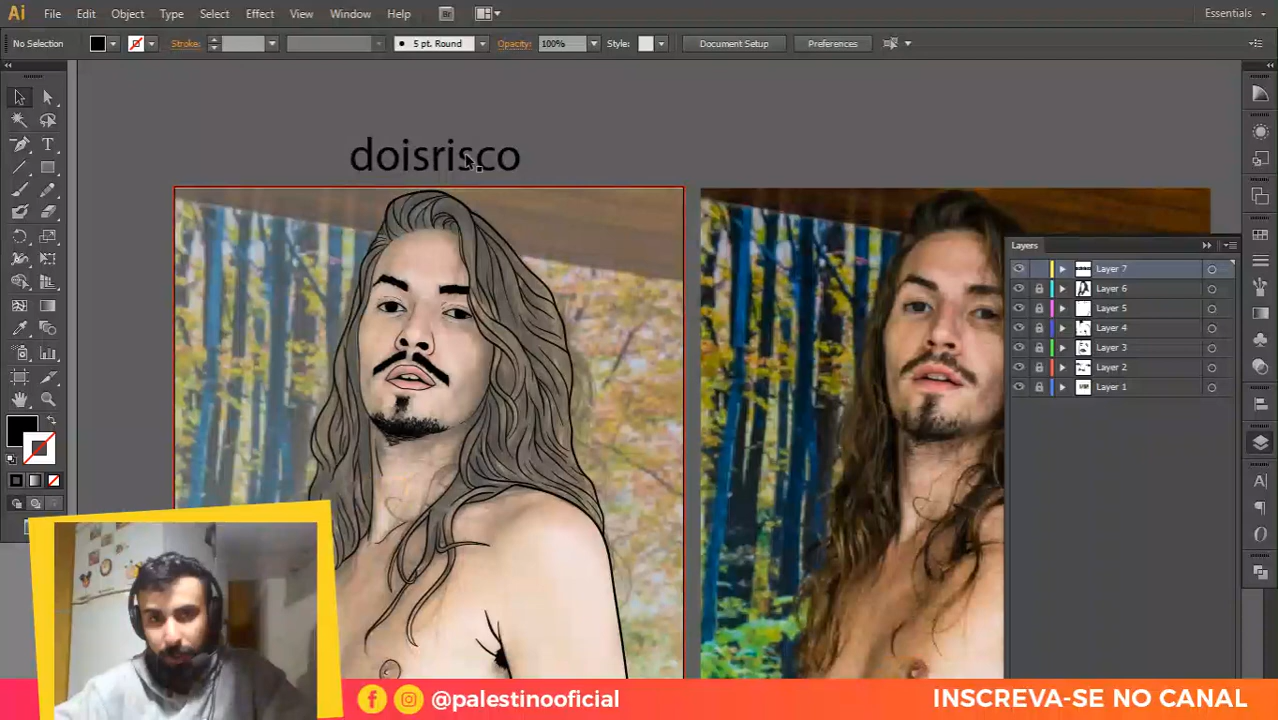 Ai File Edit Object Type Select Effect View Window Help Br Essentials
No Selection Stroke: 5 pt. Round Opacity: 100% Style: Document Setup Preferences
doisrisco
Layers
Layer 7
Layer 6
Layer 5
Layer 4
Layer 3
Layer 2
Layer 1
@palestinooficial INSCREVA-SE NO CANAL